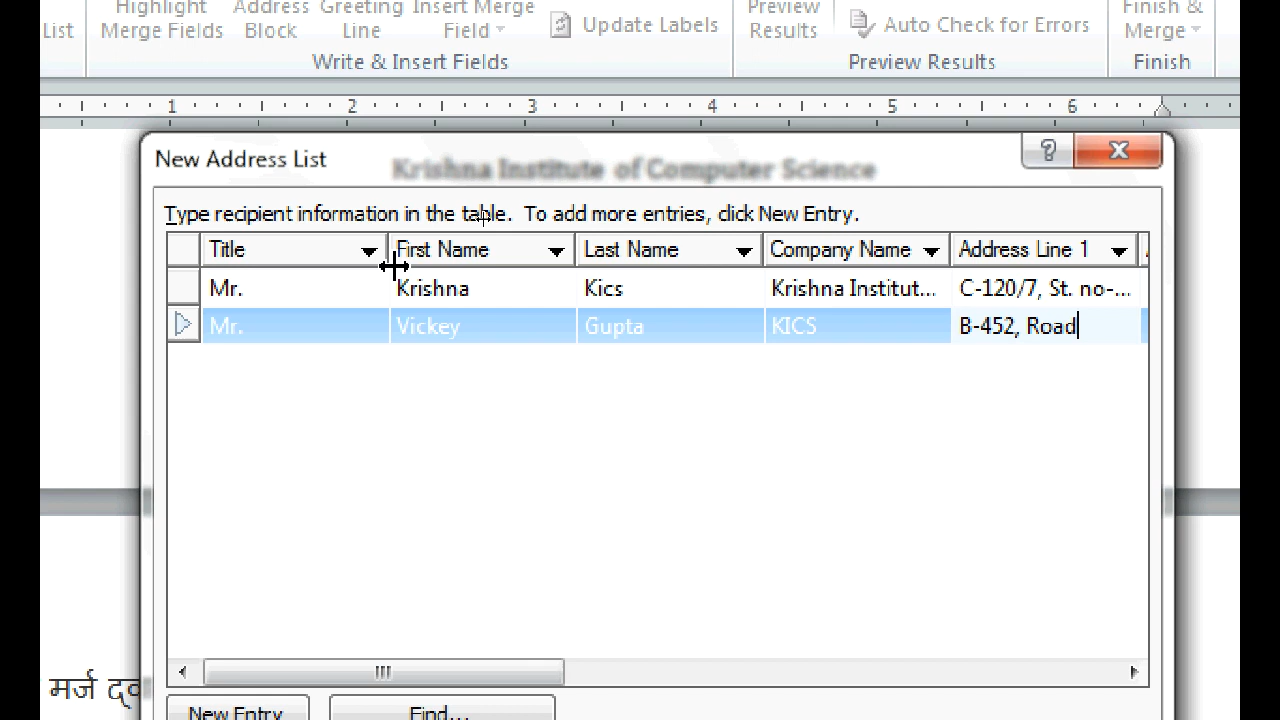 Highlight Address Greeting Insert Merge Preview Finish &
List Merge Fields Block Line Field Update Labels Results Auto Check for Errors Merge
Write & Insert Fields Preview Results Finish
1 2 3 4 5 6
New Address List
Krishna Institute of Computer Science
Type recipient information in the table. To add more entries, click New Entry.
Title First Name Last Name Company Name Address Line 1
Mr. Krishna Kics Krishna Institut... C-120/7, St. no-...
Mr. Vickey Gupta KICS B-452, Road
मर्ज
New Entry Find...